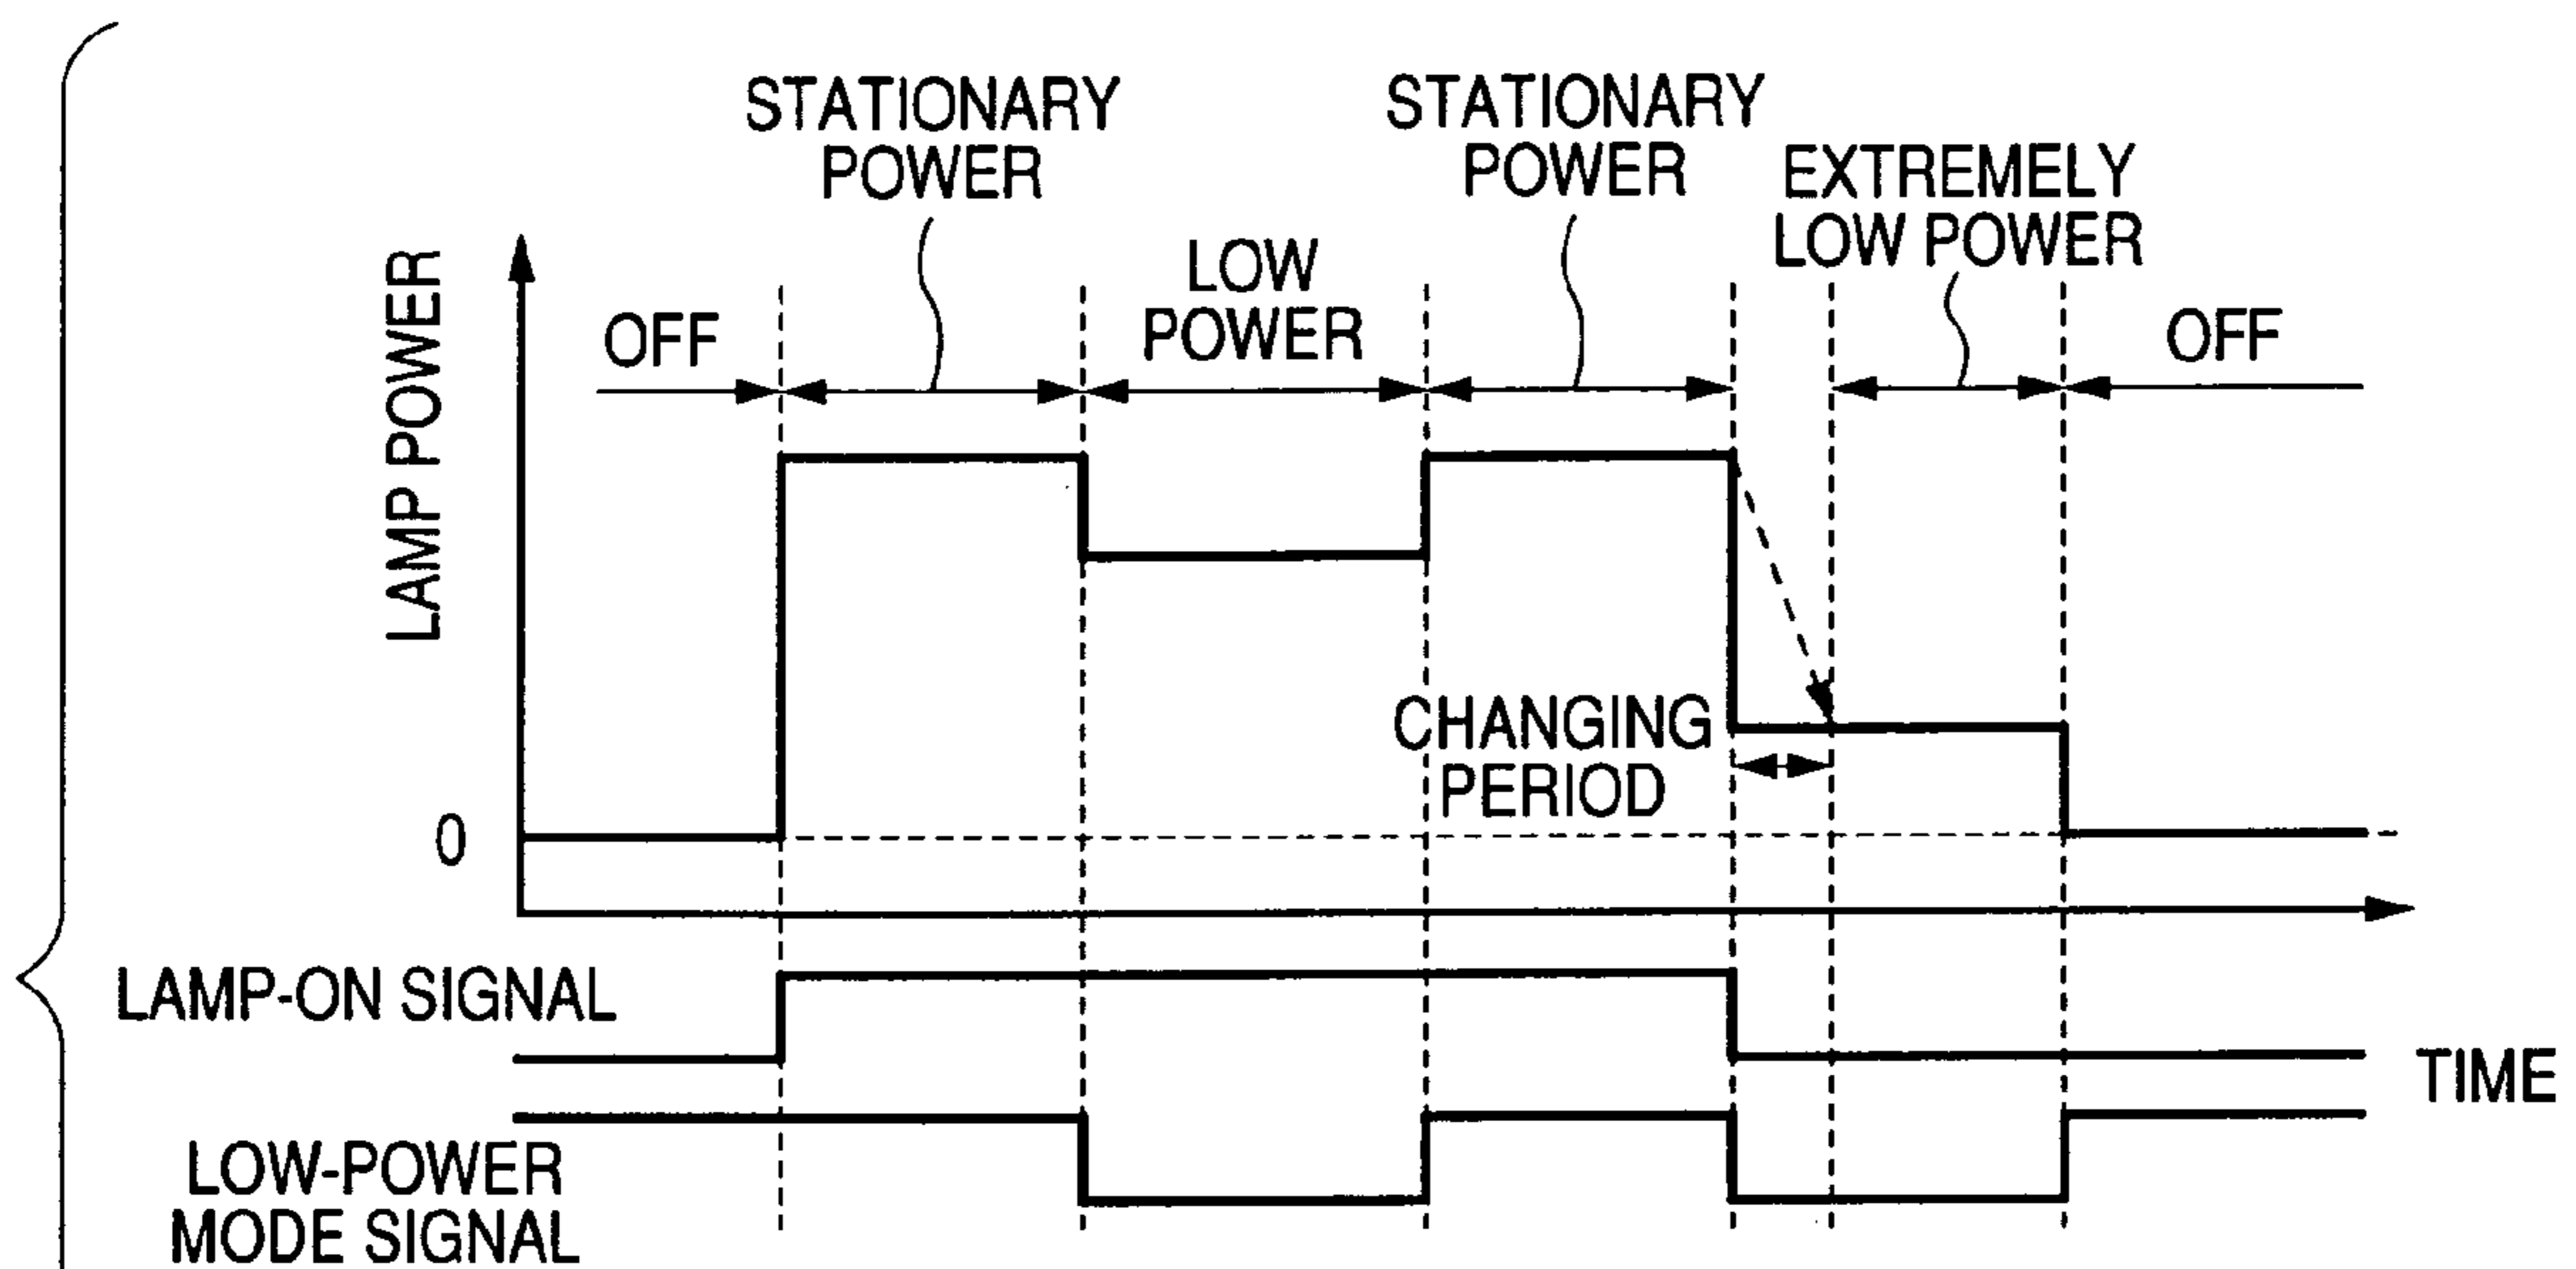 STATIONARY
POWER
STATIONARY
POWER
EXTREMELY
LOW POWER
LOW
POWER
OFF
OFF
LAMP POWER
CHANGING
PERIOD
0
LAMP-ON SIGNAL
TIME
LOW-POWER
MODE SIGNAL